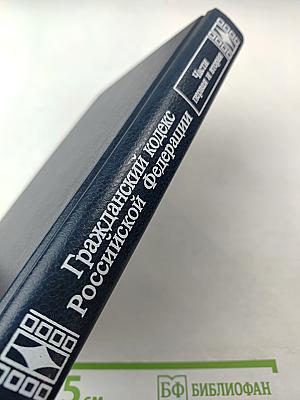 Гражданский кодекс
Российской Федерации
Части
первая и вторая
5 см
БФ БИБЛИОФАН